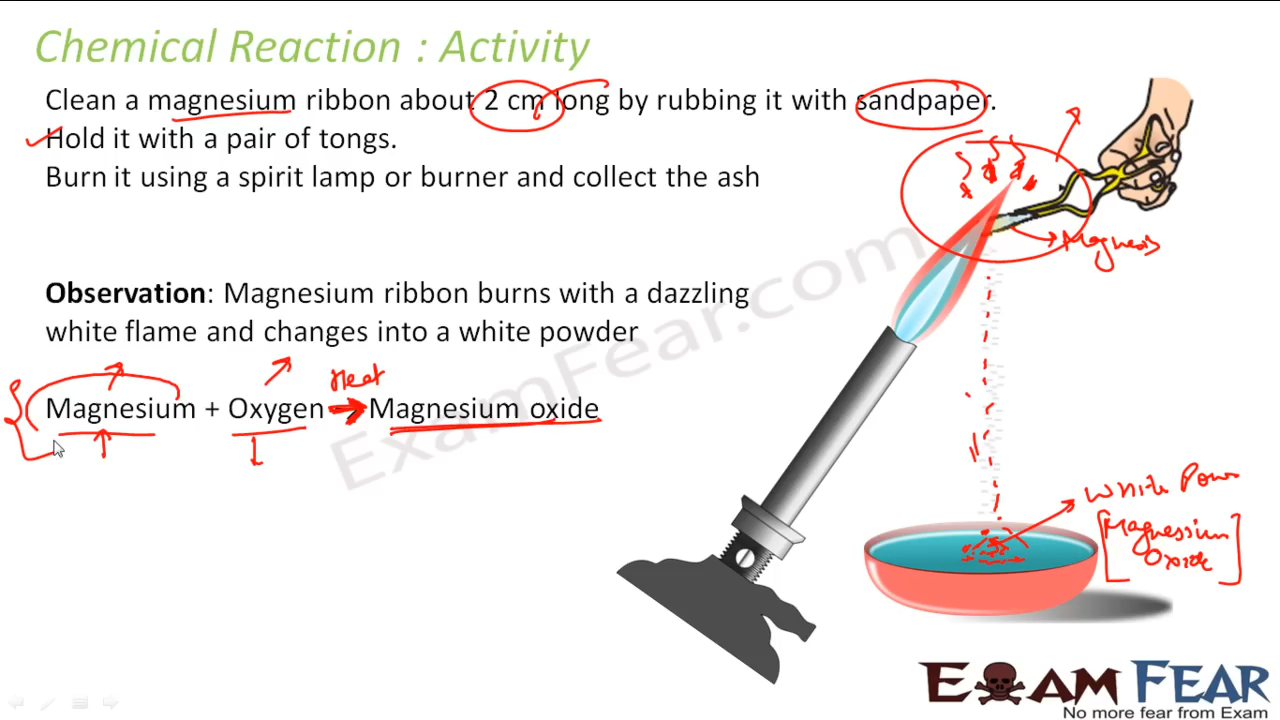 Chemical Reaction : Activity
Clean a magnesium ribbon about 2 cm long by rubbing it with sandpaper.
Hold it with a pair of tongs.
Burn it using a spirit lamp or burner and collect the ash
Magnesis
Observation: Magnesium ribbon burns with a dazzling
white flame and changes into a white powder
Heat
Magnesium + Oxygen → Magnesium oxide
ExamFear.com
White Powr
[Magnessium
Oxide]
EXAM FEAR
No more fear from Exam